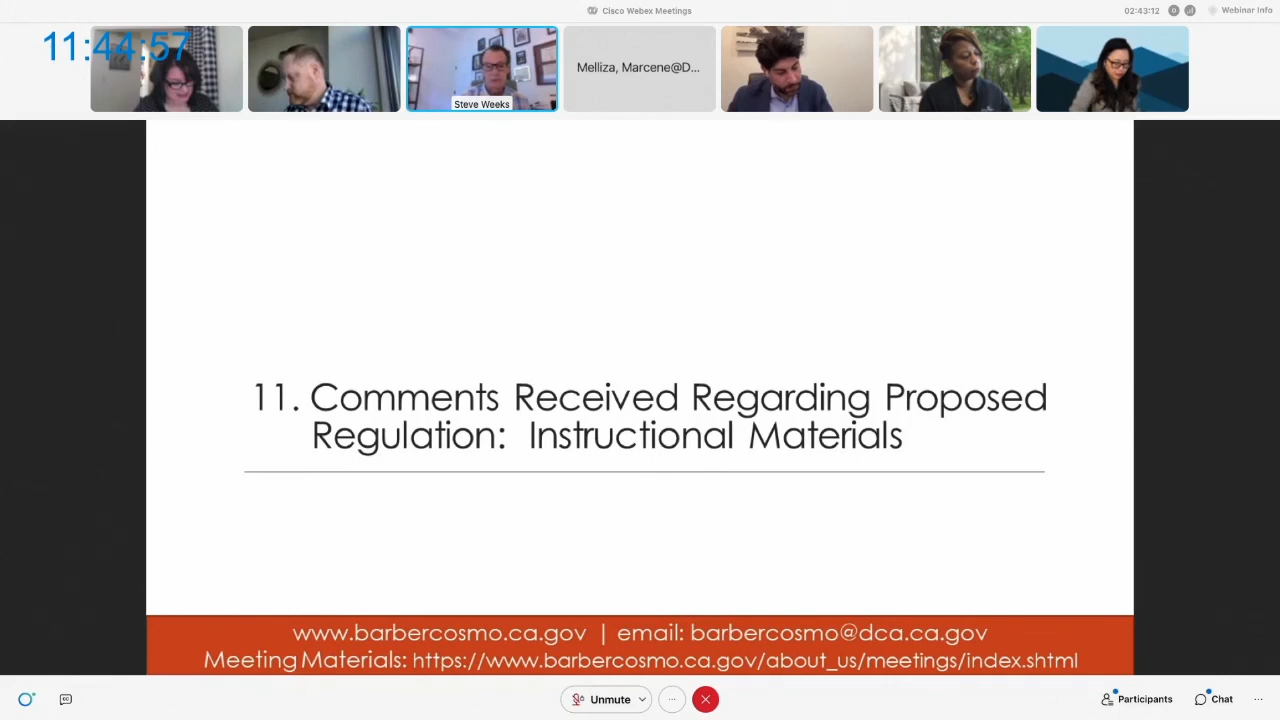 Cisco Webex Meetings
02:43:12
Webinar Info
11:44:57
Steve Weeks
Melliza, Marcene@D...
11. Comments Received Regarding Proposed
Regulation: Instructional Materials
www.barbercosmo.ca.gov | email: barbercosmo@dca.ca.gov
Meeting Materials: https://www.barbercosmo.ca.gov/about_us/meetings/index.shtml
Unmute
Participants
Chat